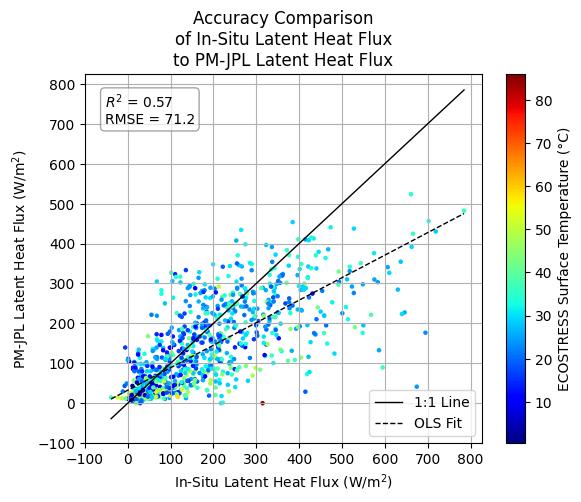 Accuracy Comparison
of In-Situ Latent Heat Flux
to PM-JPL Latent Heat Flux
R² = 0.57
RMSE = 71.2
PM-JPL Latent Heat Flux (W/m²)
800
700
600
500
400
300
200
100
0
−100
−100 0 100 200 300 400 500 600 700 800
In-Situ Latent Heat Flux (W/m²)
1:1 Line
OLS Fit
80
70
60
50
40
30
20
10
ECOSTRESS Surface Temperature (°C)